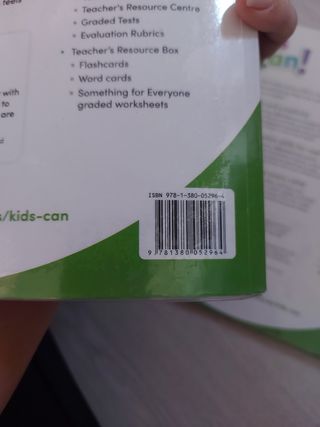 feels
Teacher's Resource Centre
Graded Tests
Evaluation Rubrics
Teacher's Resource Box
Flashcards
Word cards
Something for Everyone
graded worksheets
with
to
are
s/kids-can
ISBN 978-1-380-05296-4
9 781380 052964
an!